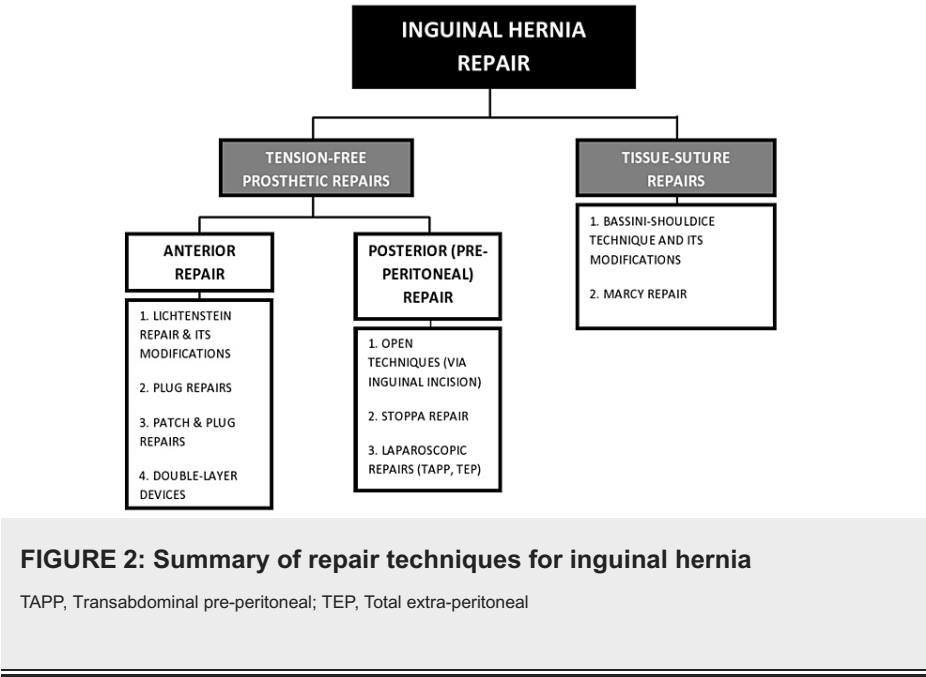 INGUINAL HERNIA
REPAIR
TENSION-FREE
PROSTHETIC REPAIRS
TISSUE-SUTURE
REPAIRS
ANTERIOR
REPAIR
POSTERIOR (PRE-
PERITONEAL)
REPAIR
1. BASSINI-SHOULDICE
TECHNIQUE AND ITS
MODIFICATIONS
2. MARCY REPAIR
1. LICHTENSTEIN
REPAIR & ITS
MODIFICATIONS
2. PLUG REPAIRS
3. PATCH & PLUG
REPAIRS
4. DOUBLE-LAYER
DEVICES
1. OPEN
TECHNIQUES (VIA
INGUINAL INCISION)
2. STOPPA REPAIR
3. LAPAROSCOPIC
REPAIRS (TAPP, TEP)
FIGURE 2: Summary of repair techniques for inguinal hernia
TAPP, Transabdominal pre-peritoneal; TEP, Total extra-peritoneal